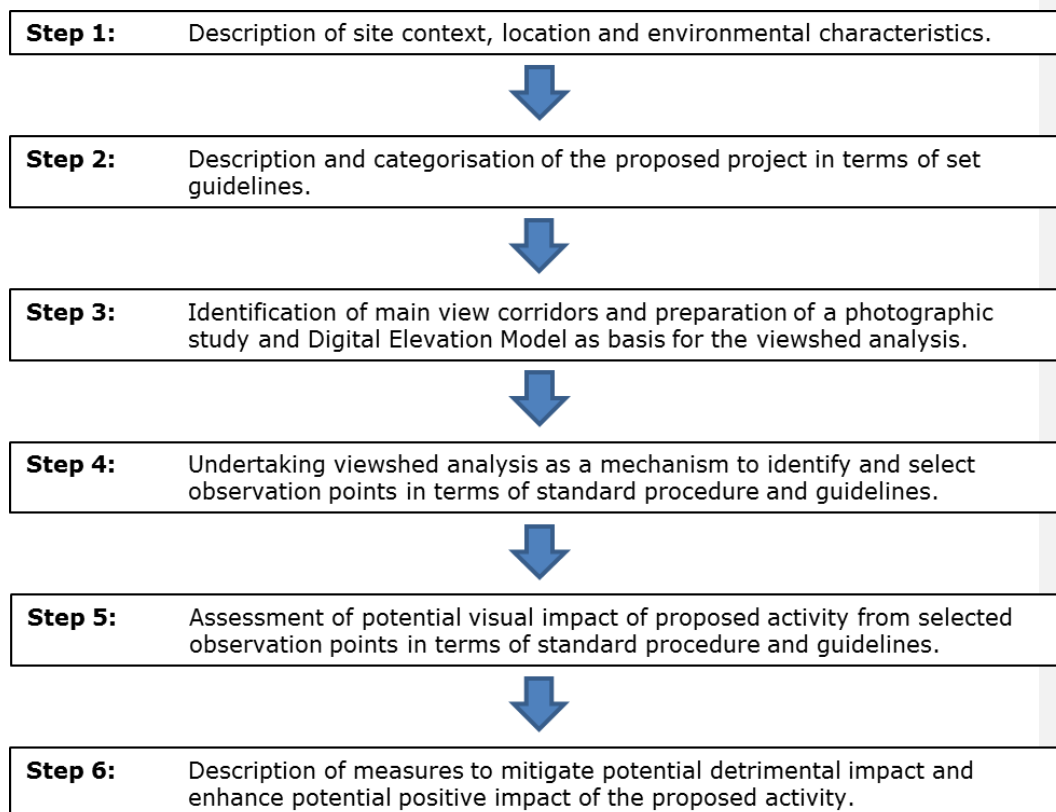 Step 1: Description of site context, location and environmental characteristics.
Step 2: Description and categorisation of the proposed project in terms of set
guidelines.
Step 3: Identification of main view corridors and preparation of a photographic
study and Digital Elevation Model as basis for the viewshed analysis.
Step 4: Undertaking viewshed analysis as a mechanism to identify and select
observation points in terms of standard procedure and guidelines.
Step 5: Assessment of potential visual impact of proposed activity from selected
observation points in terms of standard procedure and guidelines.
Step 6: Description of measures to mitigate potential detrimental impact and
enhance potential positive impact of the proposed activity.